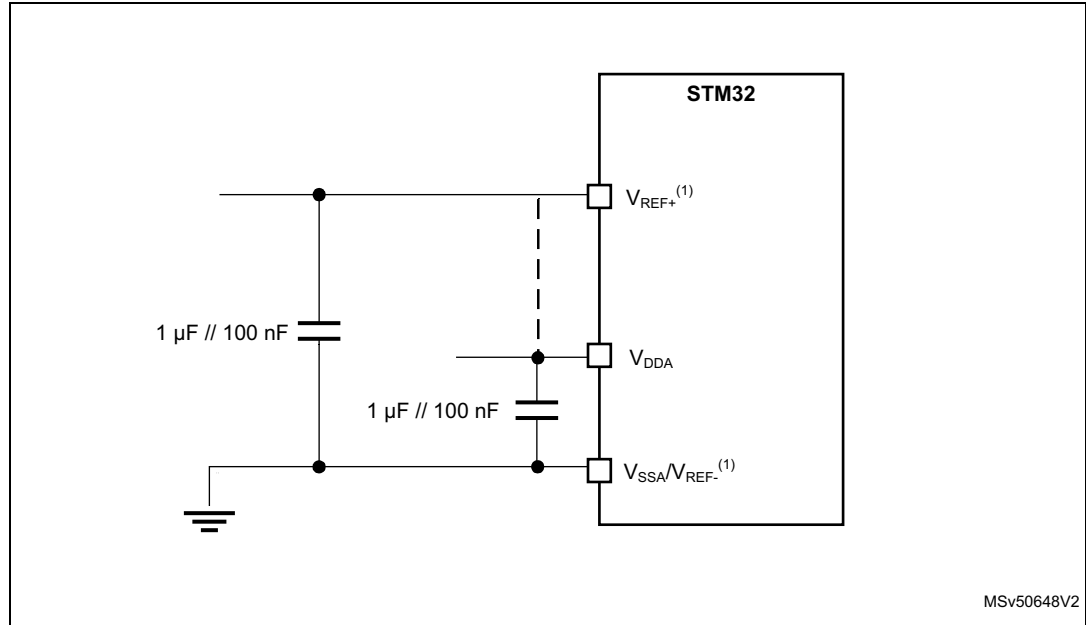 STM32
VREF+(1)
1 µF // 100 nF
VDDA
1 µF // 100 nF
VSSA/VREF-(1)
MSv50648V2